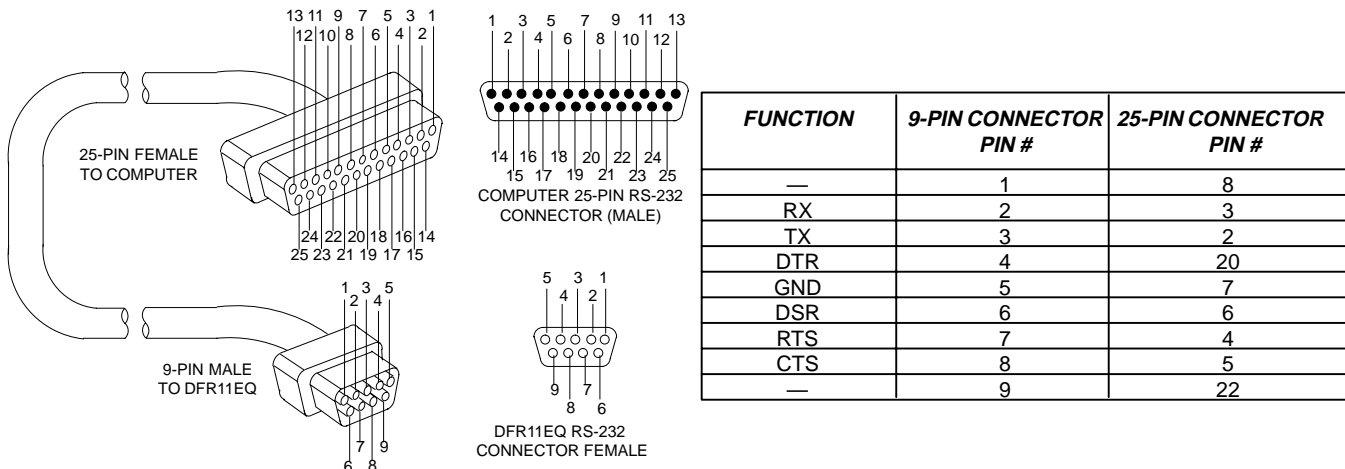 13 11 9 7 5 3 1
12 10 8 6 4 2
25-PIN FEMALE
TO COMPUTER
24 22 20 18 16 14
25 23 21 19 17 15
1 3 5
2 4
9-PIN MALE
TO DFR11EQ
7 9
6 8
1 3 5 7 9 11 13
2 4 6 8 10 12
14 16 18 20 22 24
15 17 19 21 23 25
COMPUTER 25-PIN RS-232
CONNECTOR (MALE)
5 3 1
4 2
9 7
8 6
DFR11EQ RS-232
CONNECTOR FEMALE
FUNCTION 9-PIN CONNECTOR PIN # 25-PIN CONNECTOR PIN #
— 1 8
RX 2 3
TX 3 2
DTR 4 20
GND 5 7
DSR 6 6
RTS 7 4
CTS 8 5
— 9 22